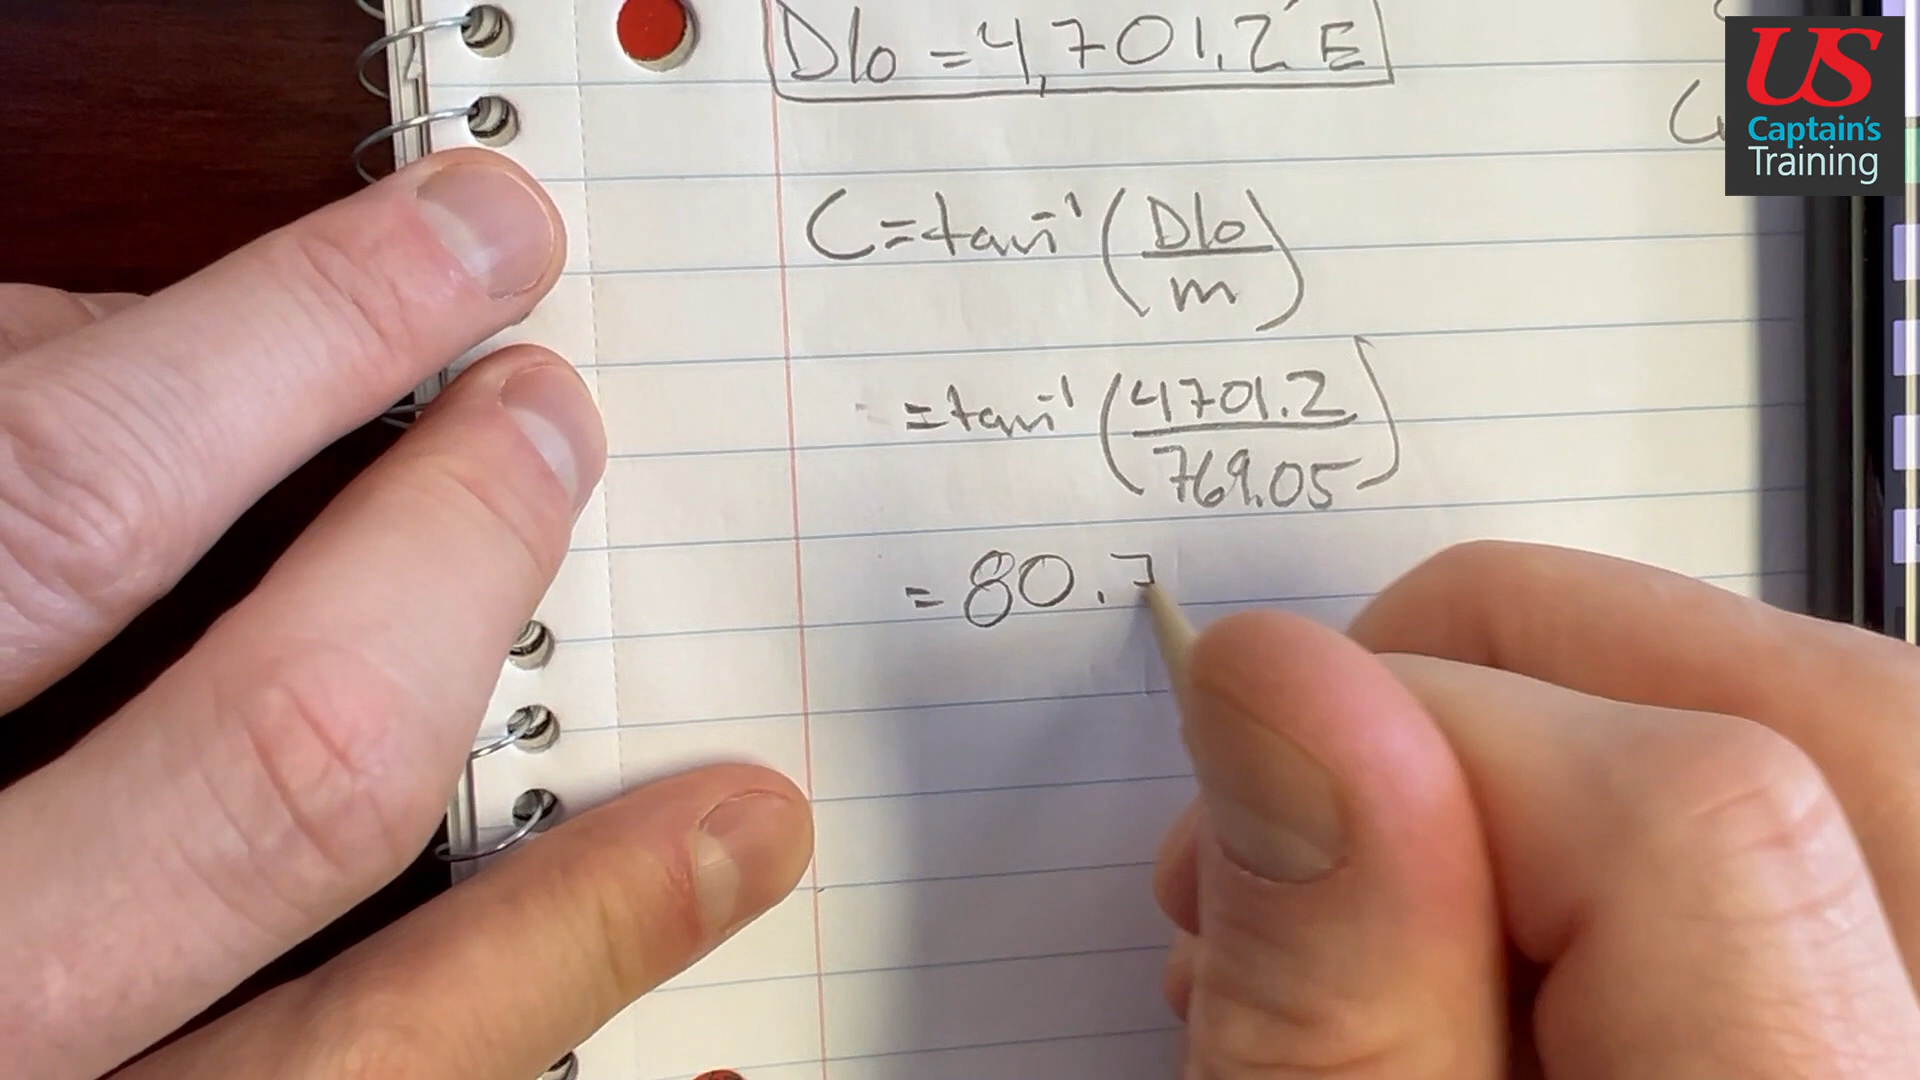 Dlo = 4,701.2' E
US
Captain's
Training
C = tan⁻¹ (Dlo
m)
= tan⁻¹ (4701.2
769.05)
= 80.7